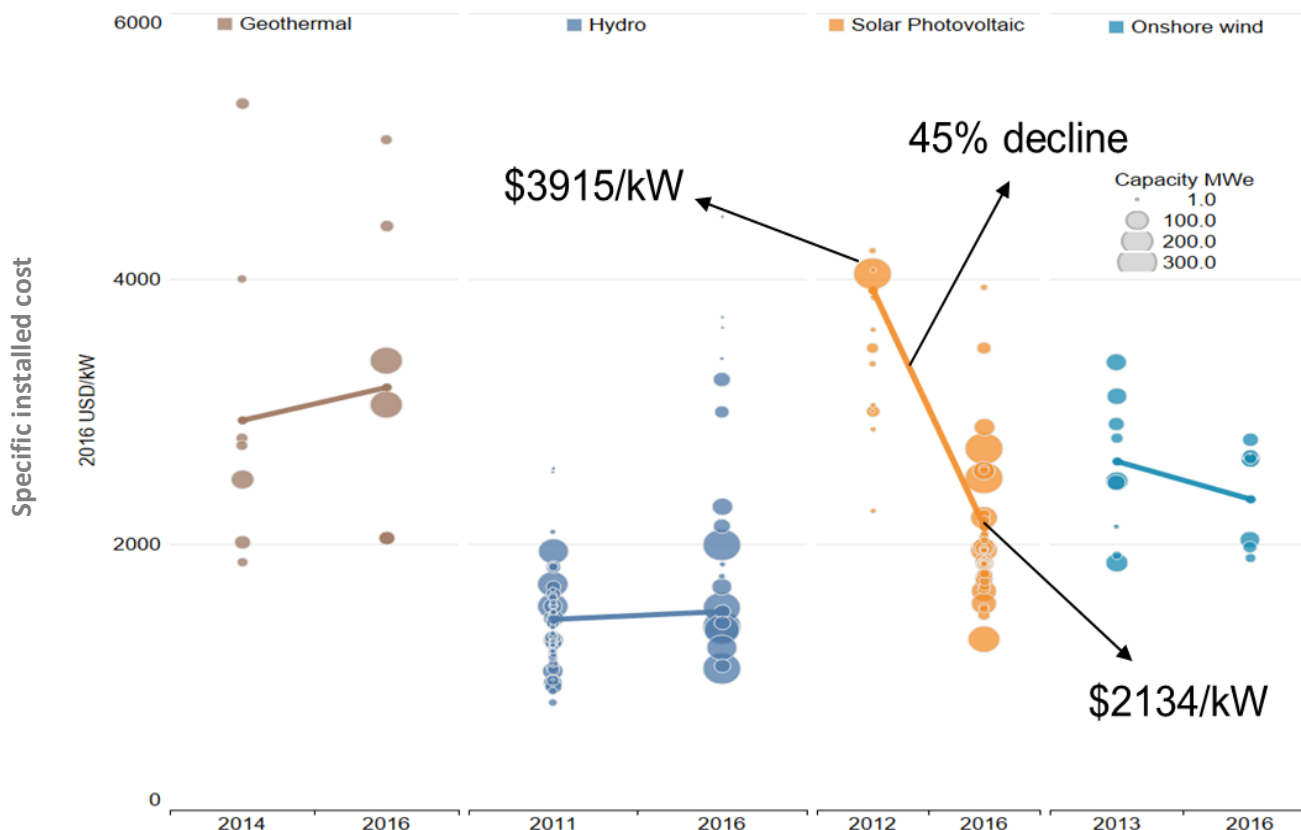 6000
Geothermal
Hydro
Solar Photovoltaic
Onshore wind
45% decline
$3915/kW
Capacity MWe
1.0
100.0
200.0
300.0
4000
Specific installed cost
2016 USD/kW
2000
$2134/kW
0
2014
2016
2011
2016
2012
2016
2013
2016